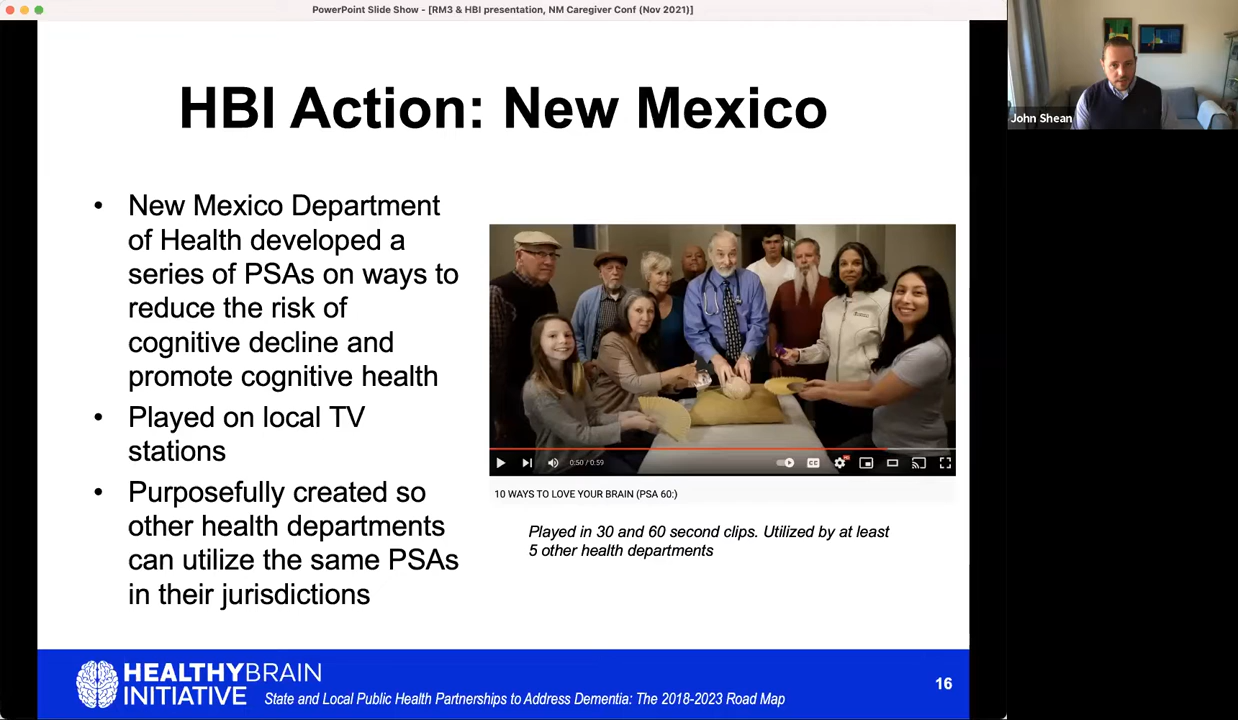 PowerPoint Slide Show - [RM3 & HBI presentation, NM Caregiver Conf (Nov 2021)]
HBI Action: New Mexico
• New Mexico Department
of Health developed a
series of PSAs on ways to
reduce the risk of
cognitive decline and
promote cognitive health
• Played on local TV
stations
• Purposefully created so
other health departments
can utilize the same PSAs
in their jurisdictions
0:50 / 0:59
CC
HD
10 WAYS TO LOVE YOUR BRAIN (PSA 60:)
Played in 30 and 60 second clips. Utilized by at least
5 other health departments
HEALTHYBRAIN
INITIATIVE
State and Local Public Health Partnerships to Address Dementia: The 2018-2023 Road Map
16
John Shean